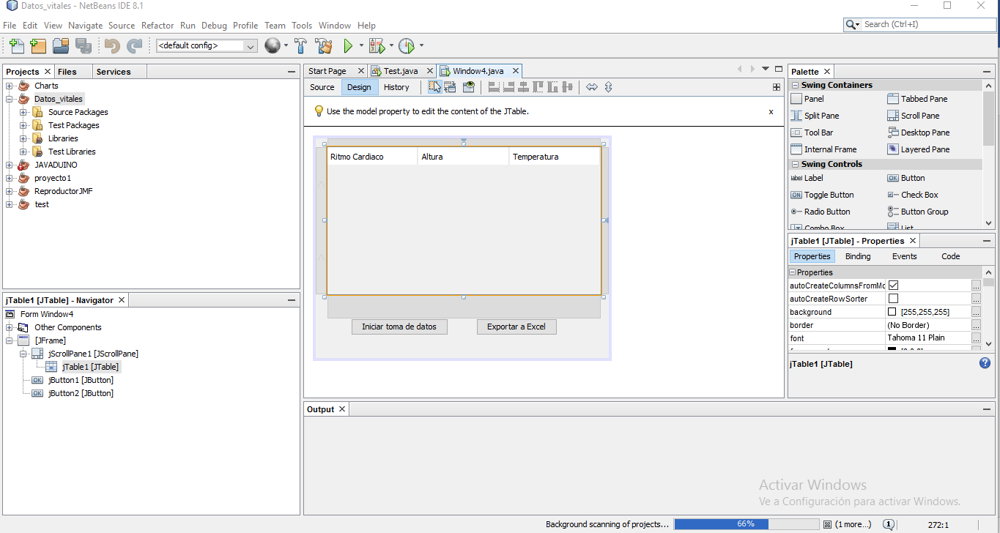 Datos_vitales - NetBeans IDE 8.1
File Edit View Navigate Source Refactor Run Debug Profile Team Tools Window Help
Search (Ctrl+I)
<default config>
Projects Files Services
Charts
Datos_vitales
Source Packages
Test Packages
Libraries
Test Libraries
JAVADUINO
proyecto1
ReproductorJMF
test
jTable1 [JTable] - Navigator
Form Window4
Other Components
[JFrame]
jScrollPane1 [JScrollPane]
jTable1 [JTable]
OK jButton1 [JButton]
OK jButton2 [JButton]
Start Page Test.java Window4.java
Source Design History
Use the model property to edit the content of the JTable. x
Ritmo Cardiaco Altura Temperatura
Iniciar toma de datos Exportar a Excel
Output
Palette
Swing Containers
Panel Tabbed Pane
Split Pane Scroll Pane
Tool Bar Desktop Pane
Internal Frame Layered Pane
Swing Controls
label Label OK Button
ON Toggle Button Check Box
Radio Button Button Group
Combo Box List
jTable1 [JTable] - Properties
Properties Binding Events Code
Properties
autoCreateColumnsFromMo
autoCreateRowSorter
background [255,255,255]
border (No Border)
font Tahoma 11 Plain
jTable1 [JTable]
Activar Windows
Ve a Configuración para activar Windows.
Background scanning of projects... 66% (1 more...) 1 272:1